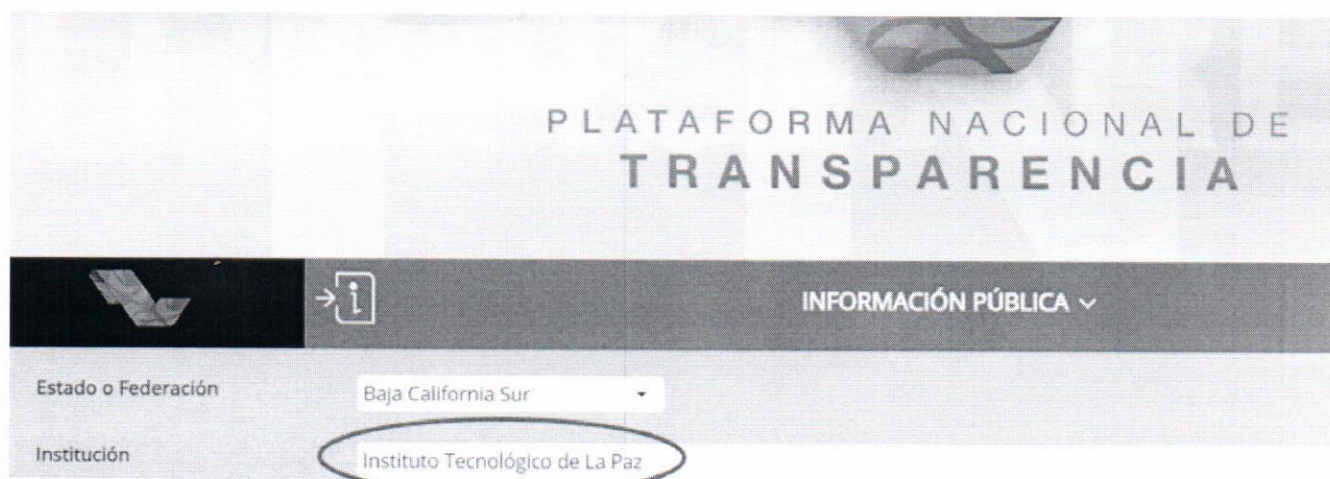 PLATAFORMA NACIONAL DE
TRANSPARENCIA
INFORMACIÓN PÚBLICA
Estado o Federación
Baja California Sur
Institución
Instituto Tecnológico de La Paz